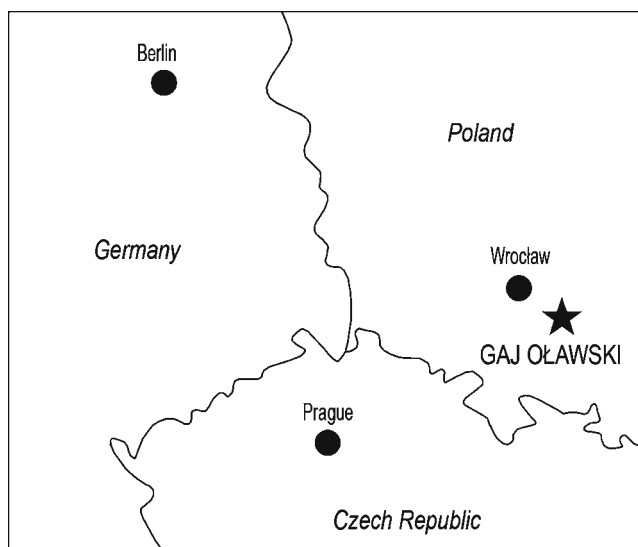 Berlin
Poland
Germany
Wrocław
GAJ OŁAWSKI
Prague
Czech Republic